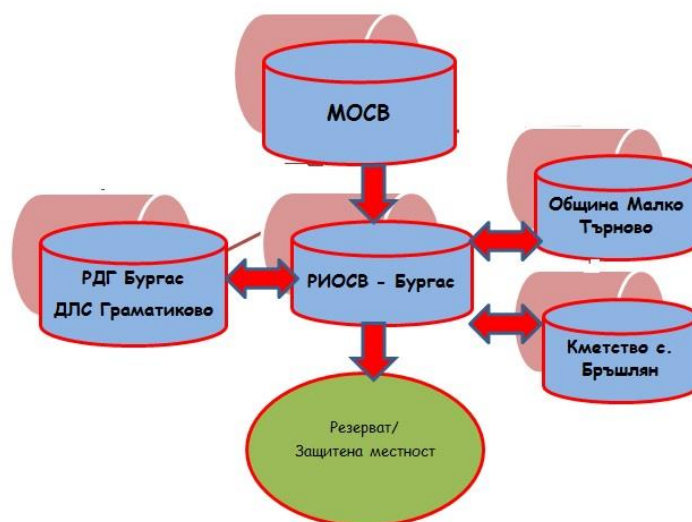 МОСВ
Община Малко
Търново
РДГ Бургас
ДЛС Граматиково
РИОСВ - Бургас
Кметство с.
Бръшлян
Резерват/
Защитена местност